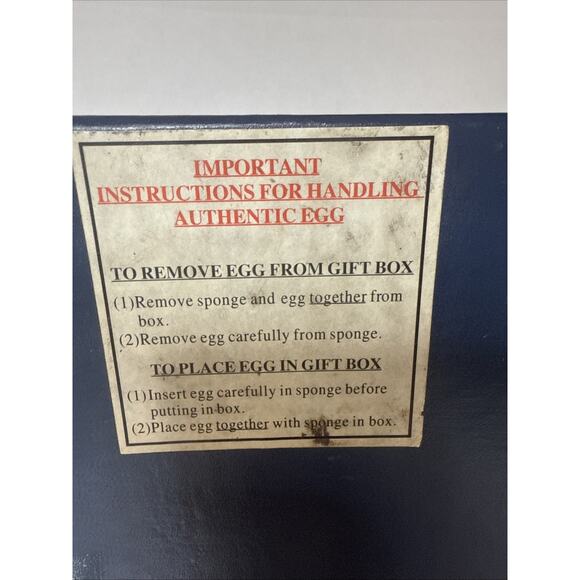 IMPORTANT
INSTRUCTIONS FOR HANDLING
AUTHENTIC EGG
TO REMOVE EGG FROM GIFT BOX
(1)Remove sponge and egg together from
box.
(2)Remove egg carefully from sponge.
TO PLACE EGG IN GIFT BOX
(1)Insert egg carefully in sponge before
putting in box.
(2)Place egg together with sponge in box.